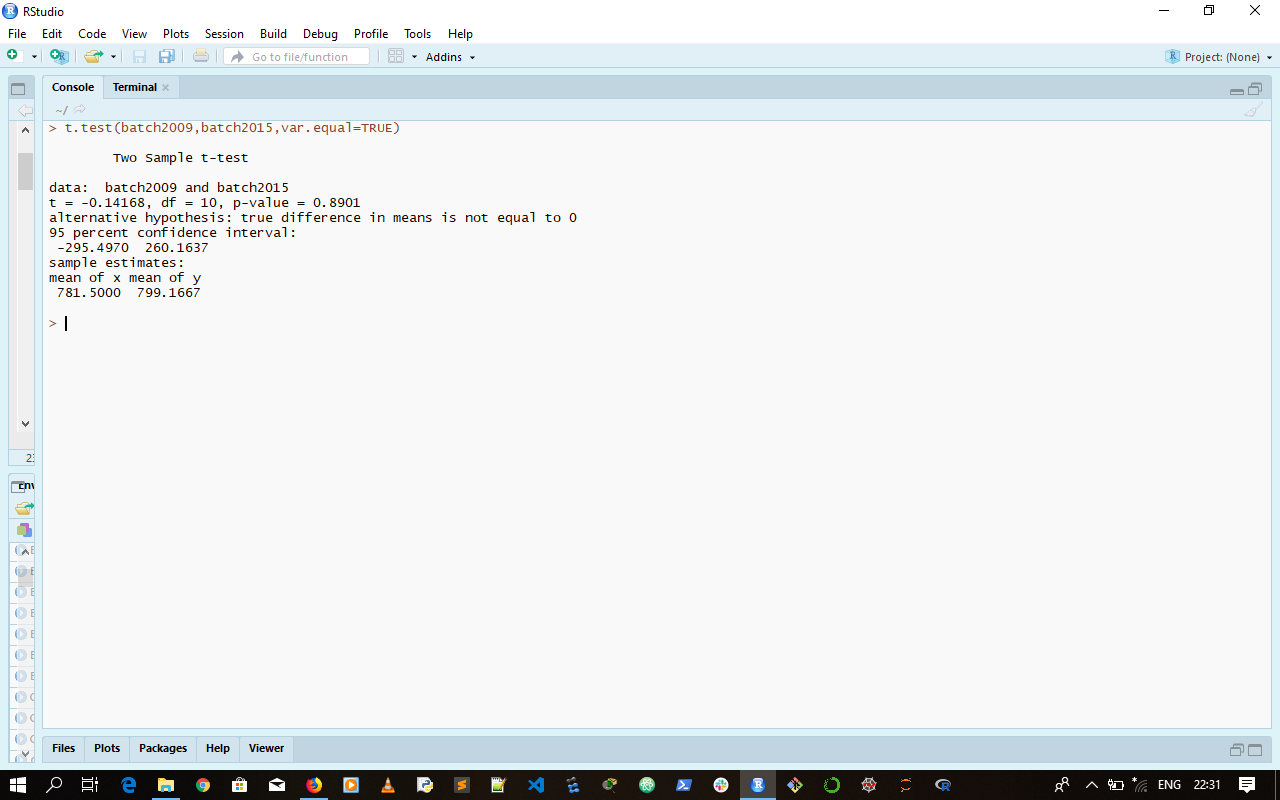 RStudio
File Edit Code View Plots Session Build Debug Profile Tools Help
Go to file/function
Addins
Project: (None)
Console Terminal
~/
> t.test(batch2009,batch2015,var.equal=TRUE)
Two Sample t-test
data:  batch2009 and batch2015
t = -0.14168, df = 10, p-value = 0.8901
alternative hypothesis: true difference in means is not equal to 0
95 percent confidence interval:
-295.4970  260.1637
sample estimates:
mean of x mean of y
781.5000  799.1667
>
Files Plots Packages Help Viewer
ENG 22:31